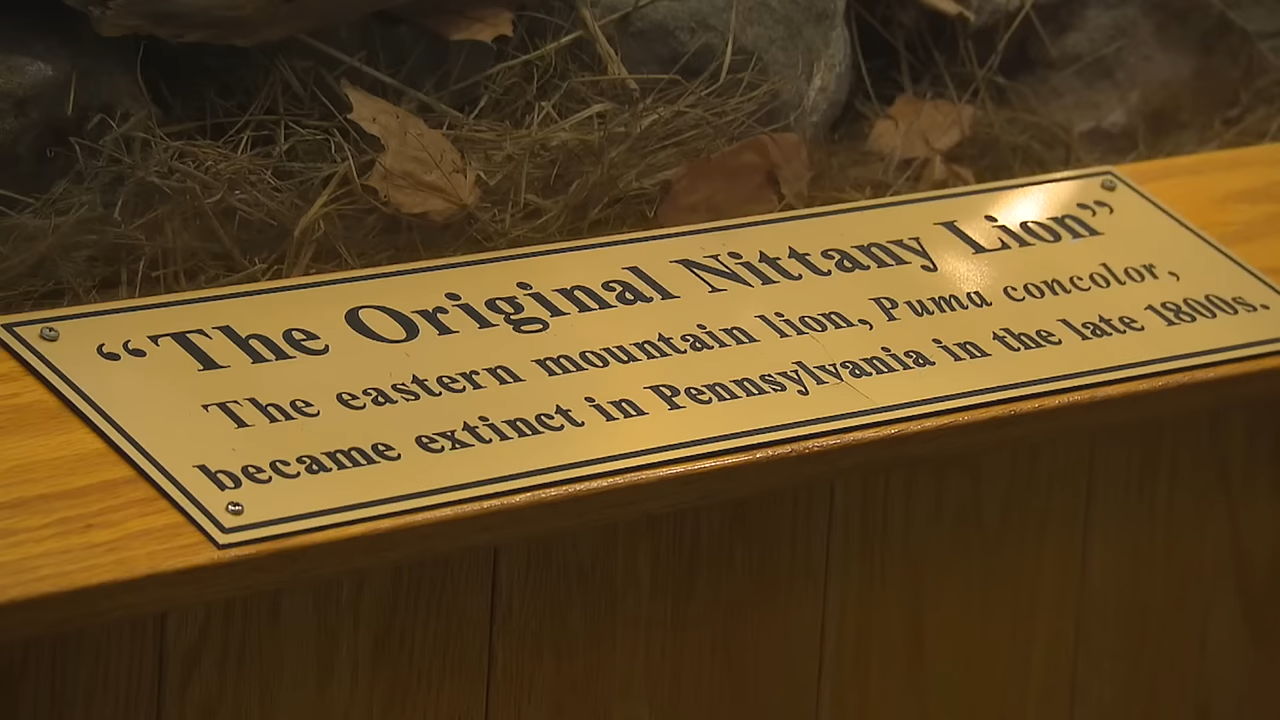 “The Original Nittany Lion”
The eastern mountain lion, Puma concolor,
became extinct in Pennsylvania in the late 1800s.